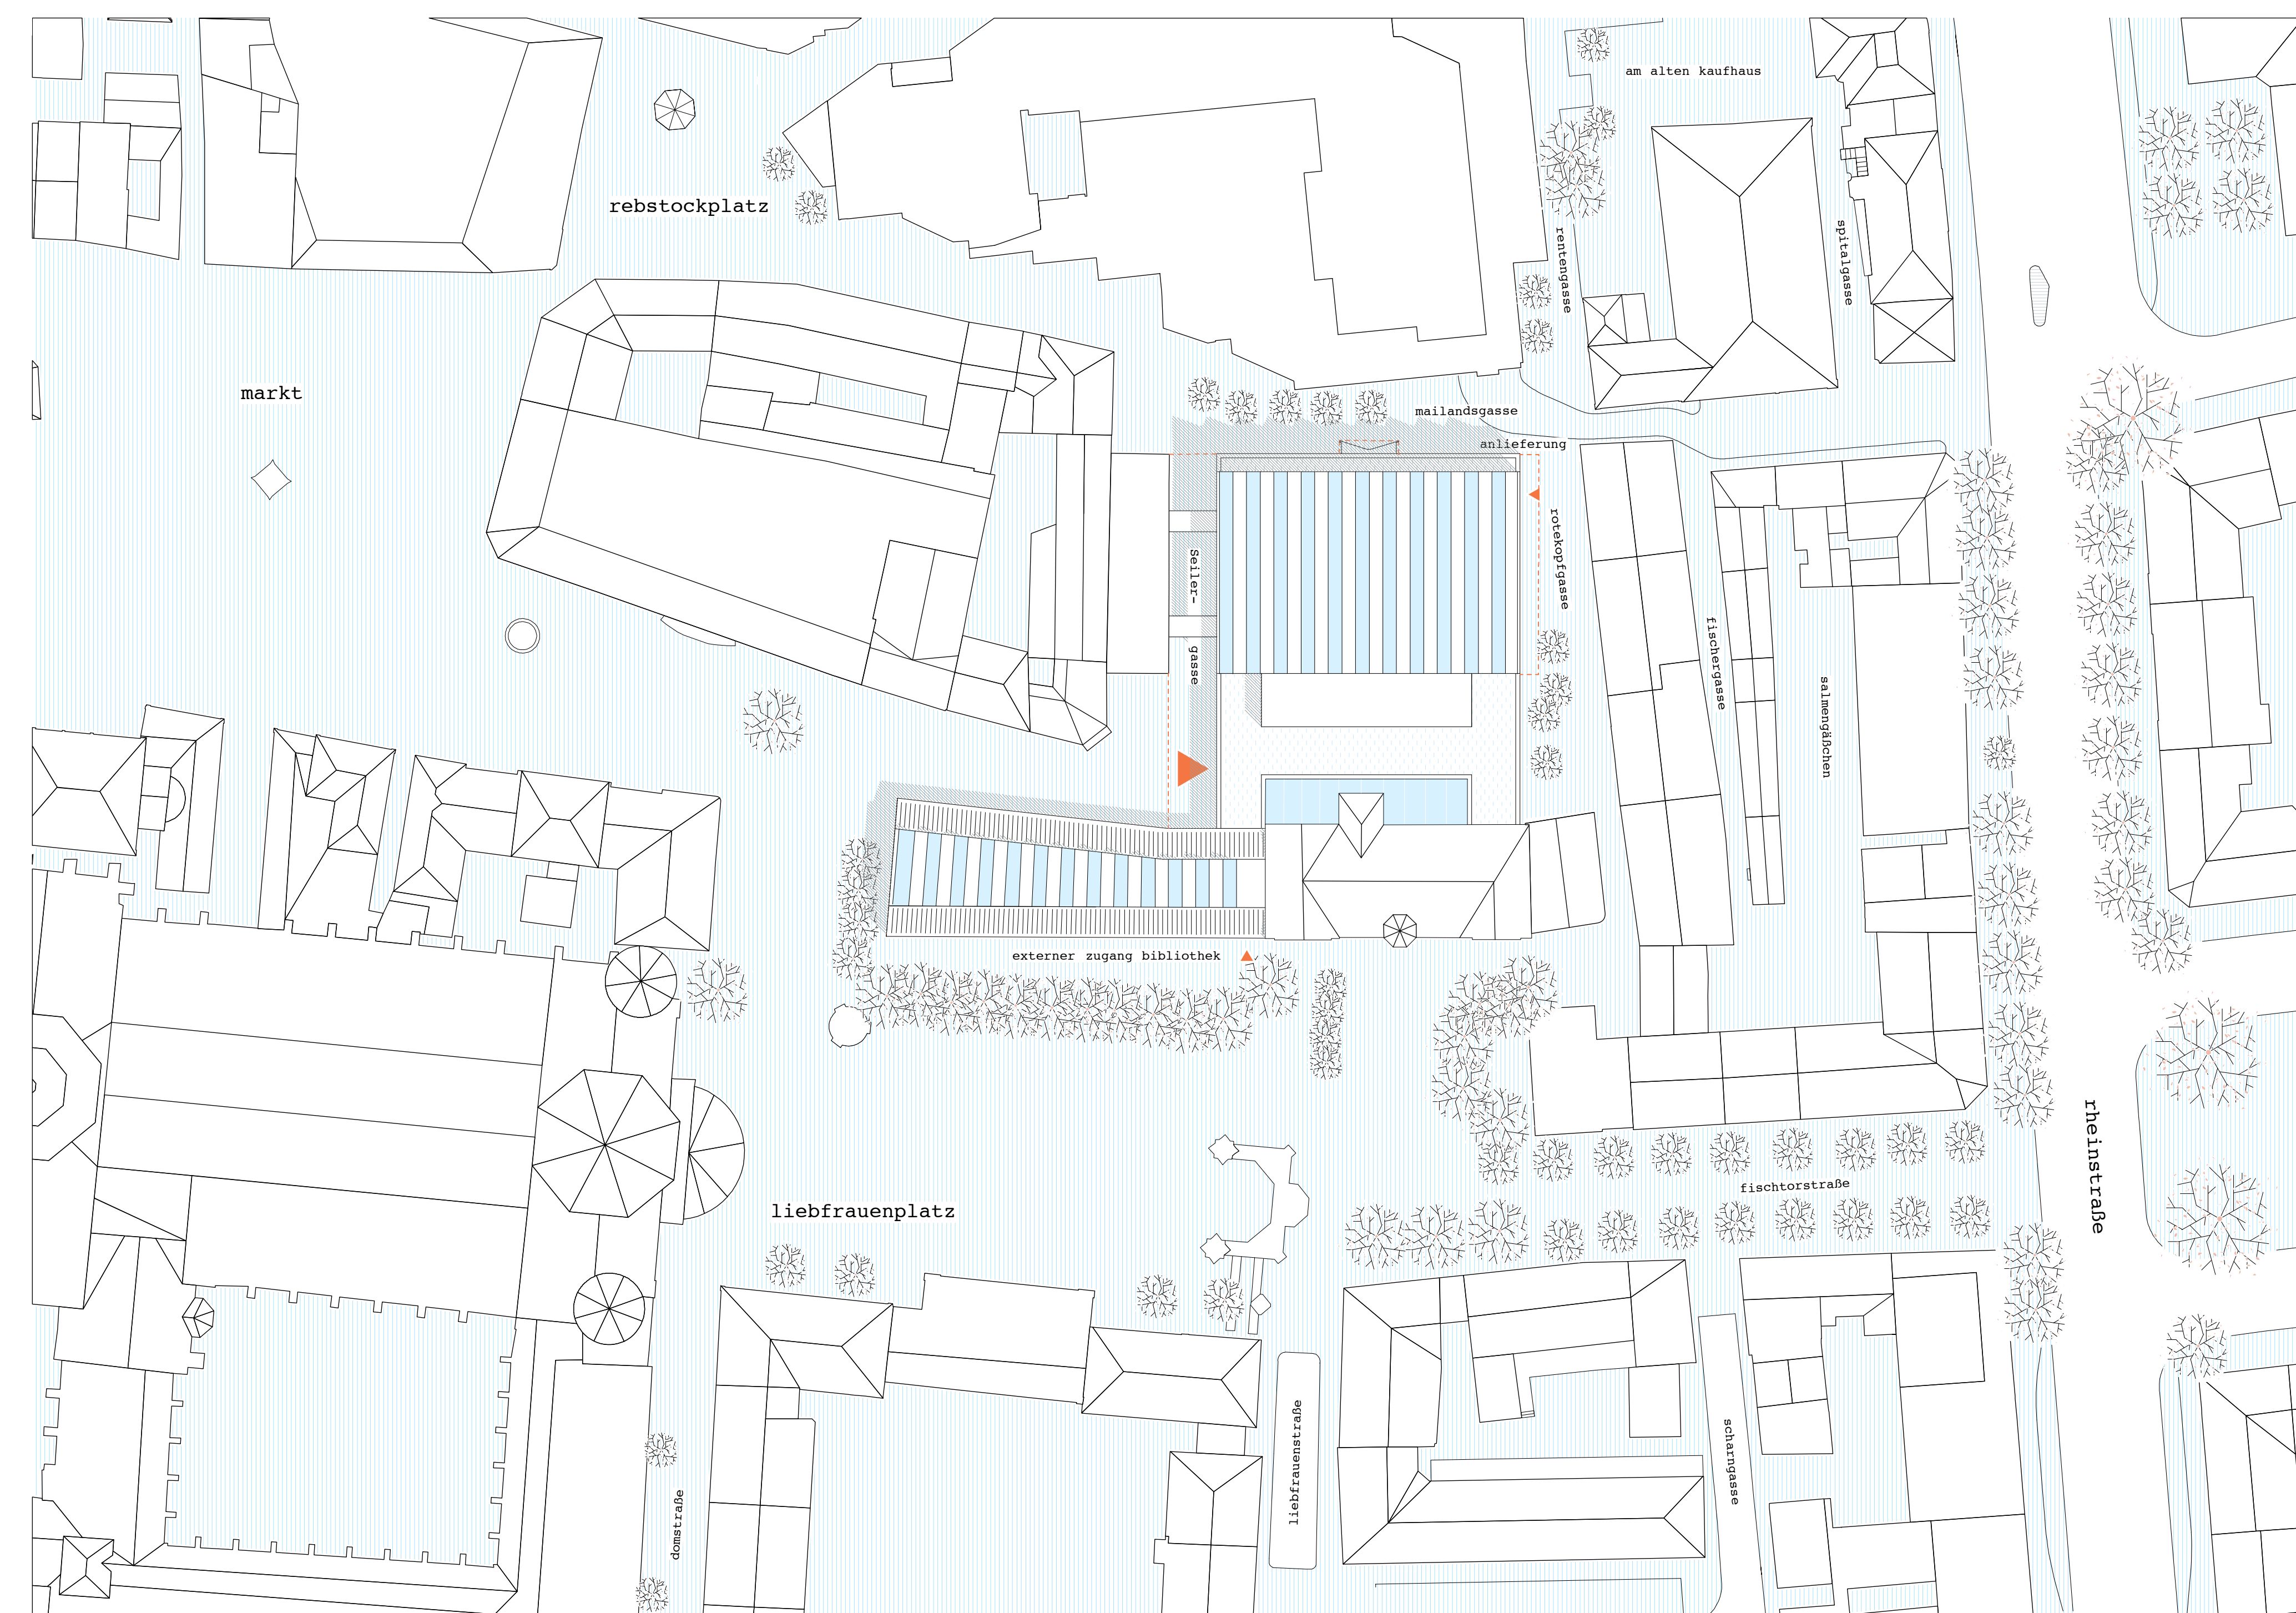 am alten kaufhaus
rebstockplatz
spitalgasse
rentengasse
markt
mailandsgasse
anlieferung
Seiler-
gasse
rotekopfgasse
fischergasse
salmengäßchen
externer zugang bibliothek
rheinstraße
fischtorstraße
liebfrauenplatz
liebfrauenstraße
scharngasse
domstraße